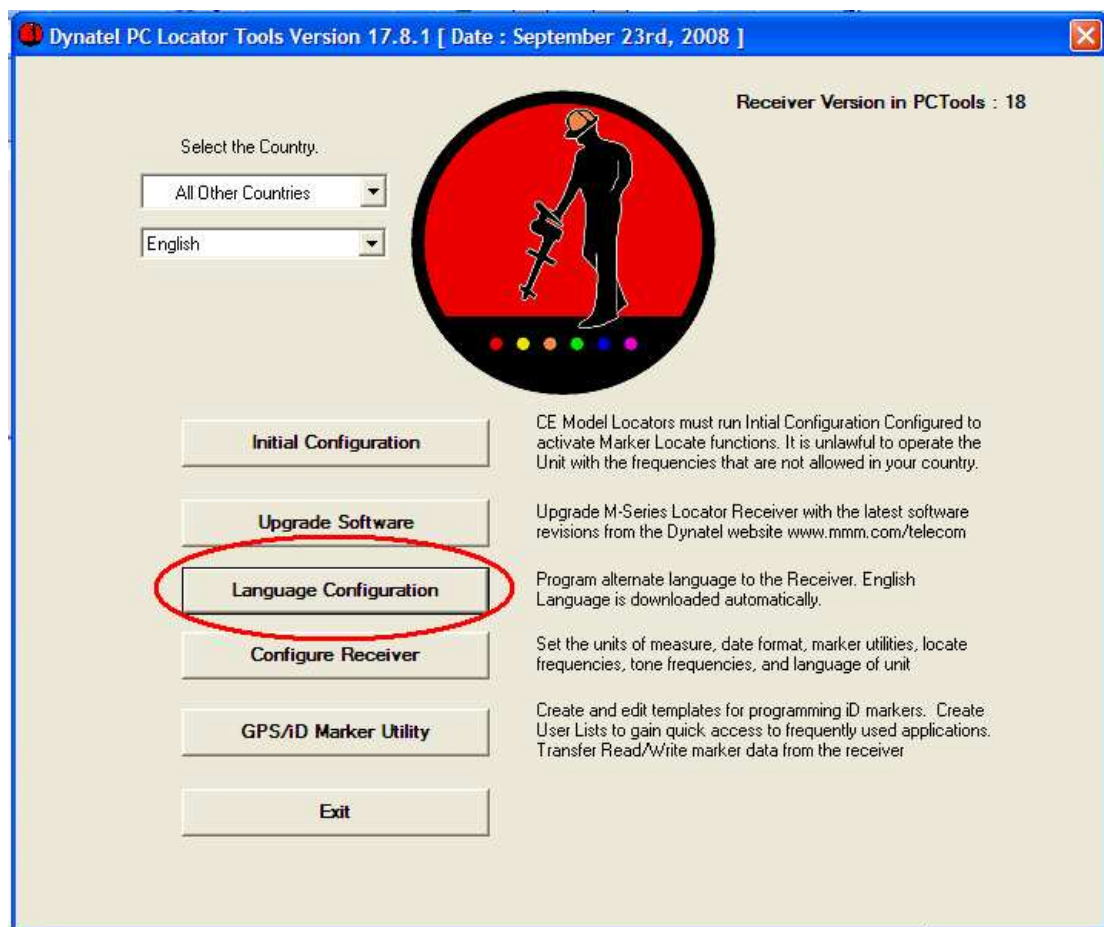 Dynatel PC Locator Tools Version 17.8.1 [ Date : September 23rd, 2008 ]
Receiver Version in PCTools : 18
Select the Country.
All Other Countries
English
Initial Configuration
CE Model Locators must run Intial Configuration Configured to
activate Marker Locate functions. It is unlawful to operate the
Unit with the frequencies that are not allowed in your country.
Upgrade Software
Upgrade M-Series Locator Receiver with the latest software
revisions from the Dynatel website www.mmm.com/telecom
Language Configuration
Program alternate language to the Receiver. English
Language is downloaded automatically.
Configure Receiver
Set the units of measure, date format, marker utilities, locate
frequencies, tone frequencies, and language of unit
GPS/iD Marker Utility
Create and edit templates for programming iD markers.  Create
User Lists to gain quick access to frequently used applications.
Transfer Read/Write marker data from the receiver
Exit